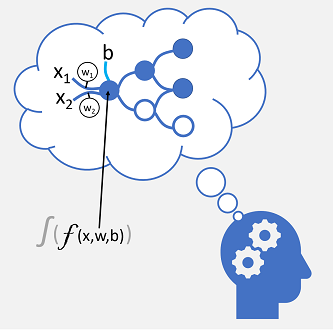 b
x₁ w₁
x₂ w₂
∫(f(x,w,b))